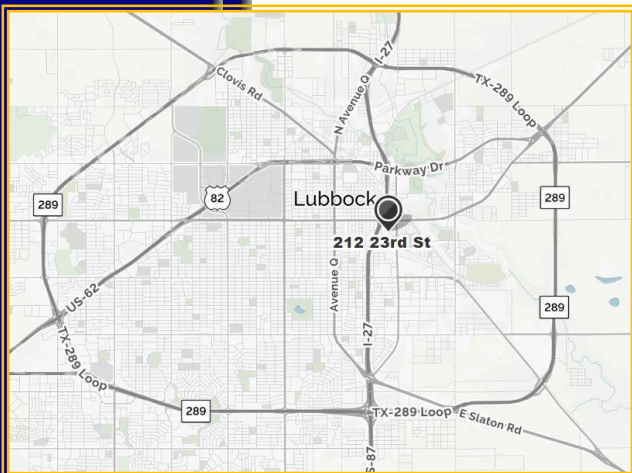 I-27
Clovis Rd
N Avenue Q
TX-289 Loop
Parkway Dr
82
289
289
Lubbock
212 23rd St
US-62
Avenue Q
I-27
289
TX-289 Loop
289
TX-289 Loop
E Slaton Rd
S-87